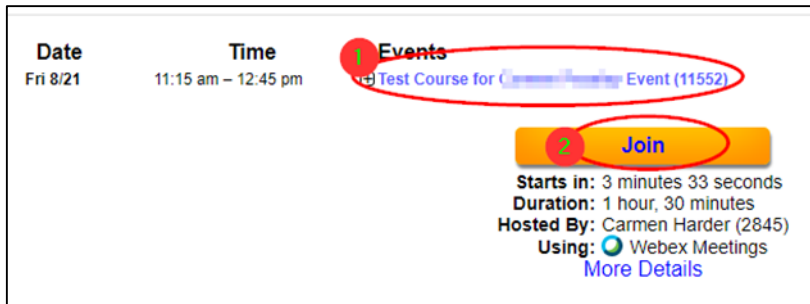 Date Time Events
1
Fri 8/21 11:15 am – 12:45 pm Test Course for Event (11552)
2 Join
Starts in: 3 minutes 33 seconds
Duration: 1 hour, 30 minutes
Hosted By: Carmen Harder (2845)
Using: Webex Meetings
More Details